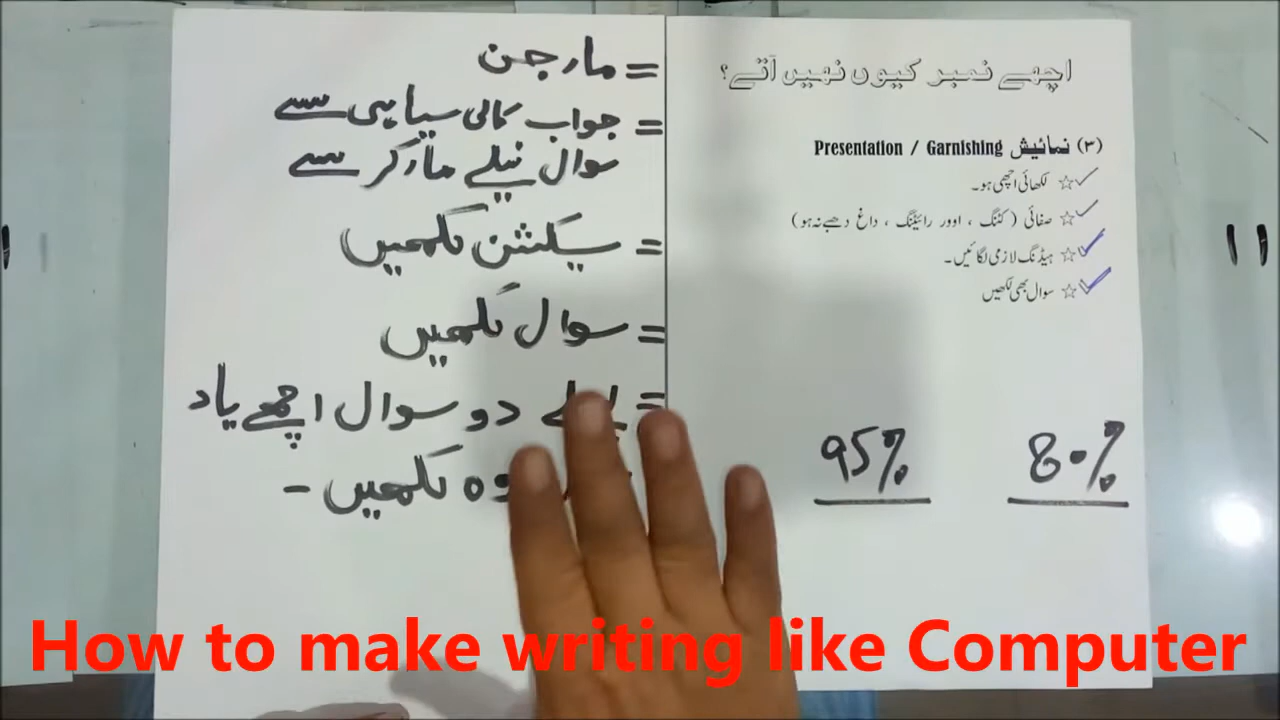 اچھے نمبر کیوں نہیں آتے؟
(۳) نمائیش Presentation / Garnishing
☆ لکھائی اچھی ہو۔
☆ صفائی (کٹنگ ، اوور رائیٹنگ ، داغ دھبے نہ ہو)
☆ ہیڈنگ لازمی لگائیں۔
☆ سوال بھی لکھیں
95% 80%
= مارجن
= جواب کالی سیاہی سے
سوال نیلے مارکر سے
= سیکشن لکھیں
= سوال لکھیں
= دو سوال اچھے یاد
وہ لکھیں -
How to make writing like Computer